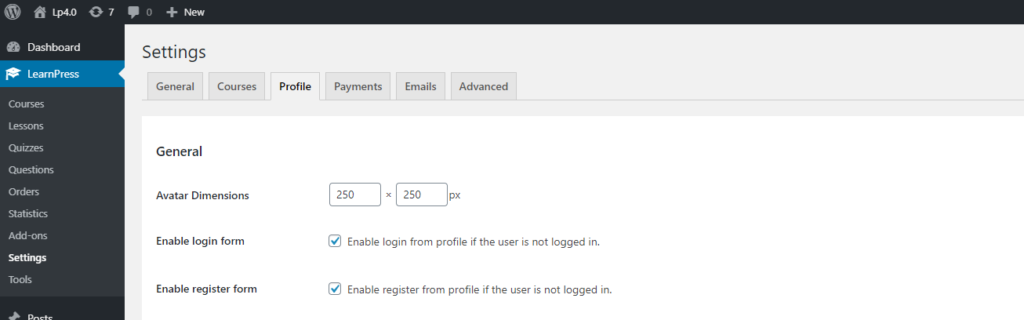 Lp4.0 7 0 New
Dashboard
LearnPress
Courses
Lessons
Quizzes
Questions
Orders
Statistics
Add-ons
Settings
Tools
Posts
Settings
General Courses Profile Payments Emails Advanced
General
Avatar Dimensions 250 × 250 px
Enable login form Enable login from profile if the user is not logged in.
Enable register form Enable register from profile if the user is not logged in.